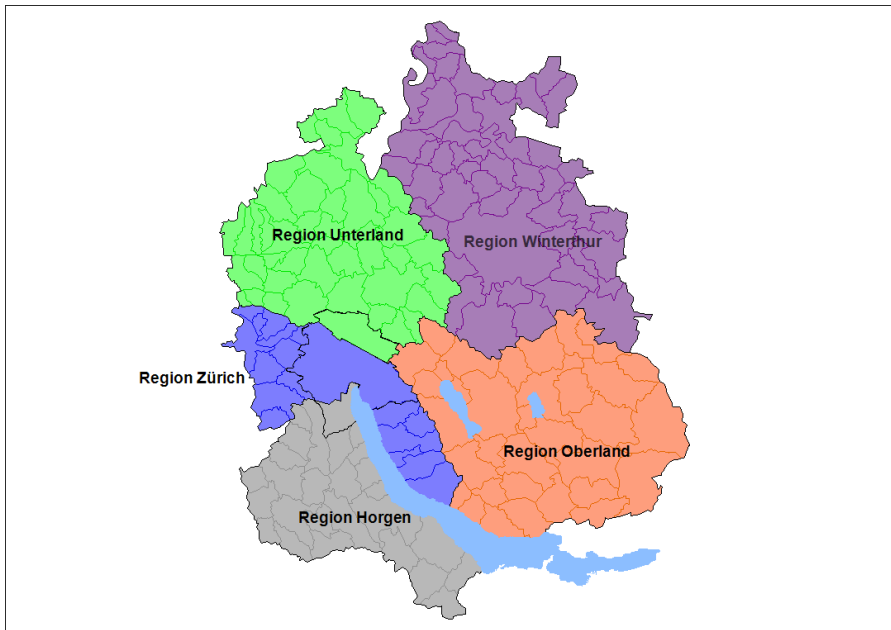 Region Unterland
Region Winterthur
Region Zürich
Region Oberland
Region Horgen